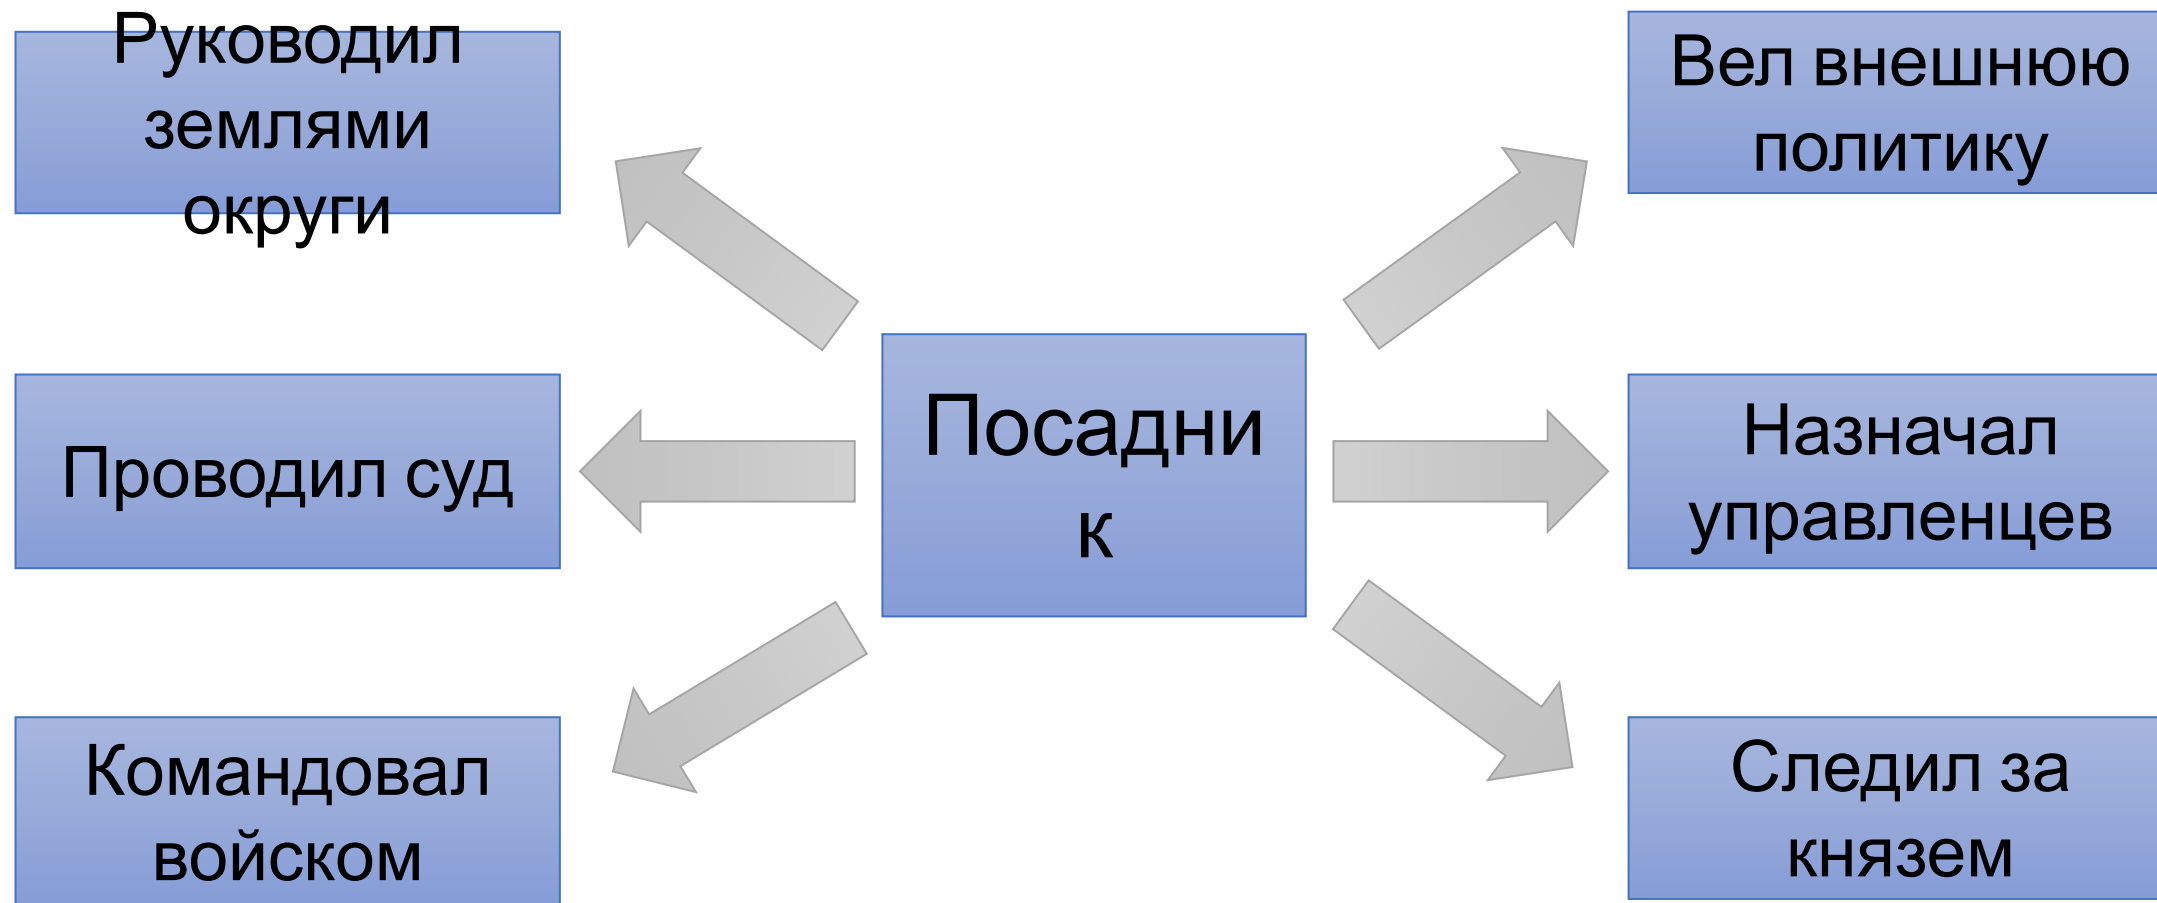 Руководил
землями
округи
Вел внешнюю
политику
Посадни
к
Проводил суд
Назначал
управленцев
Командовал
войском
Следил за
князем